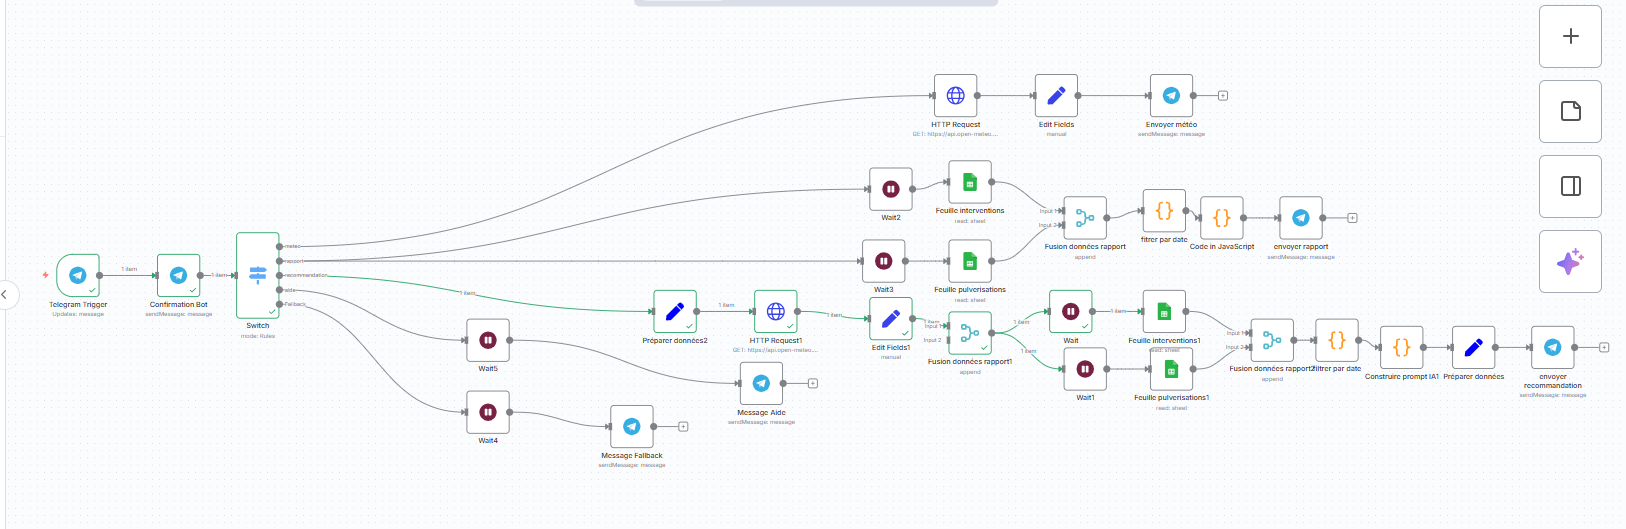 HTTP Request
GET: https://api.open-meteo....
Edit Fields
manual
Envoyer météo
sendMessage: message
Wait2
Feuille interventions
read: sheet
Input 1
Input 2
Fusion données rapport
append
fitrer par date
Code in JavaScript
envoyer rapport
sendMessage: message
Wait3
Feuille pulverisations
read: sheet
Telegram Trigger
Updates: message
1 item
Confirmation Bot
sendMessage: message
1 item
Switch
mode: Rules
meteo
rapport
recommendation
aide
Fallback
1 item
Préparer données2
1 item
HTTP Request1
GET: https://api.open-meteo....
1 item
Edit Fields1
manual
1 item
Input 1
Input 2
Fusion données rapport1
append
1 item
1 item
Wait
1 item
Feuille interventions1
read: sheet
Wait1
Feuille pulverisations1
read: sheet
Input 1
Input 2
Fusion données rapport2
append
filtrer par date
Construire prompt IA1
Préparer données
envoyer
recommandation
sendMessage: message
Wait5
Message Aide
sendMessage: message
Wait4
Message Fallback
sendMessage: message